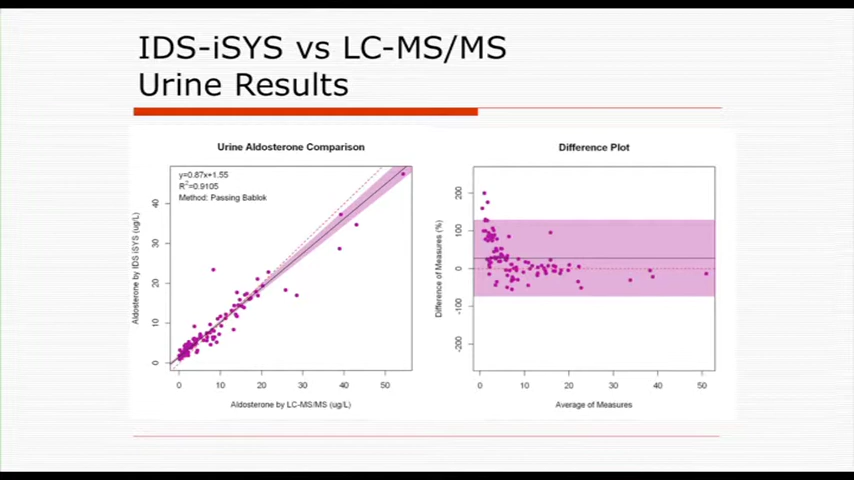 IDS-iSYS vs LC-MS/MS
Urine Results
Urine Aldosterone Comparison
y=0.87x+1.55
R²=0.9105
Method: Passing Bablok
Aldosterone by IDS iSYS (ug/L)
0
10
20
30
40
0 10 20 30 40 50
Aldosterone by LC-MS/MS (ug/L)
Difference Plot
Difference of Measures (%)
200
100
0
-100
-200
0 10 20 30 40 50
Average of Measures